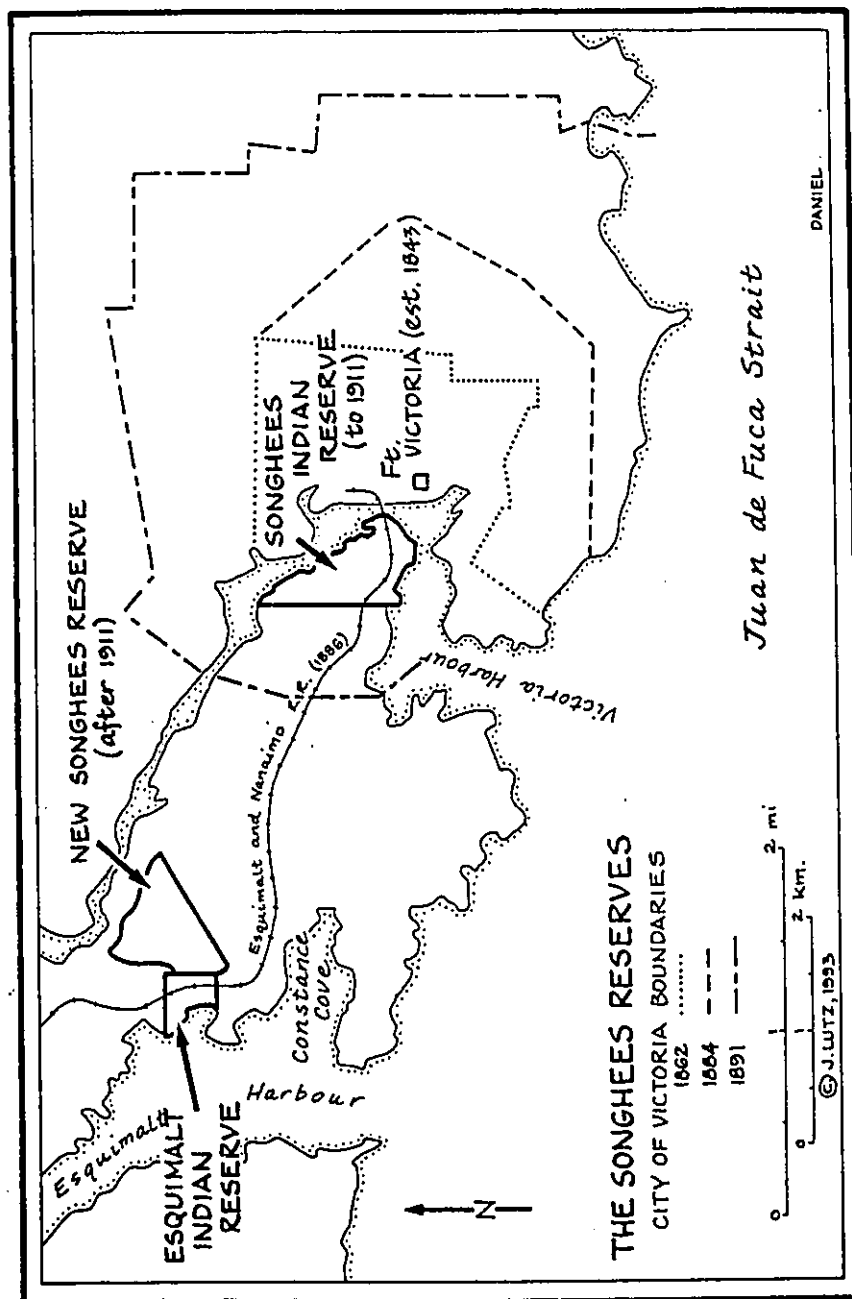 NEW SONGHEES RESERVE
(after 1911)
SONGHEES
INDIAN
RESERVE
(to 1911)
Ft.
VICTORIA (est. 1843)
Esquimalt and Nanaimo R.R. (1886)
ESQUIMALT
INDIAN
RESERVE
Esquimalt
Harbour
Constance
Cove
Victoria Harbour
Juan de Fuca Strait
N
THE SONGHEES RESERVES
CITY OF VICTORIA BOUNDARIES
1862
1884
1891
0 2 mi
0 2 km.
© J. LUTZ, 1993
DANIEL